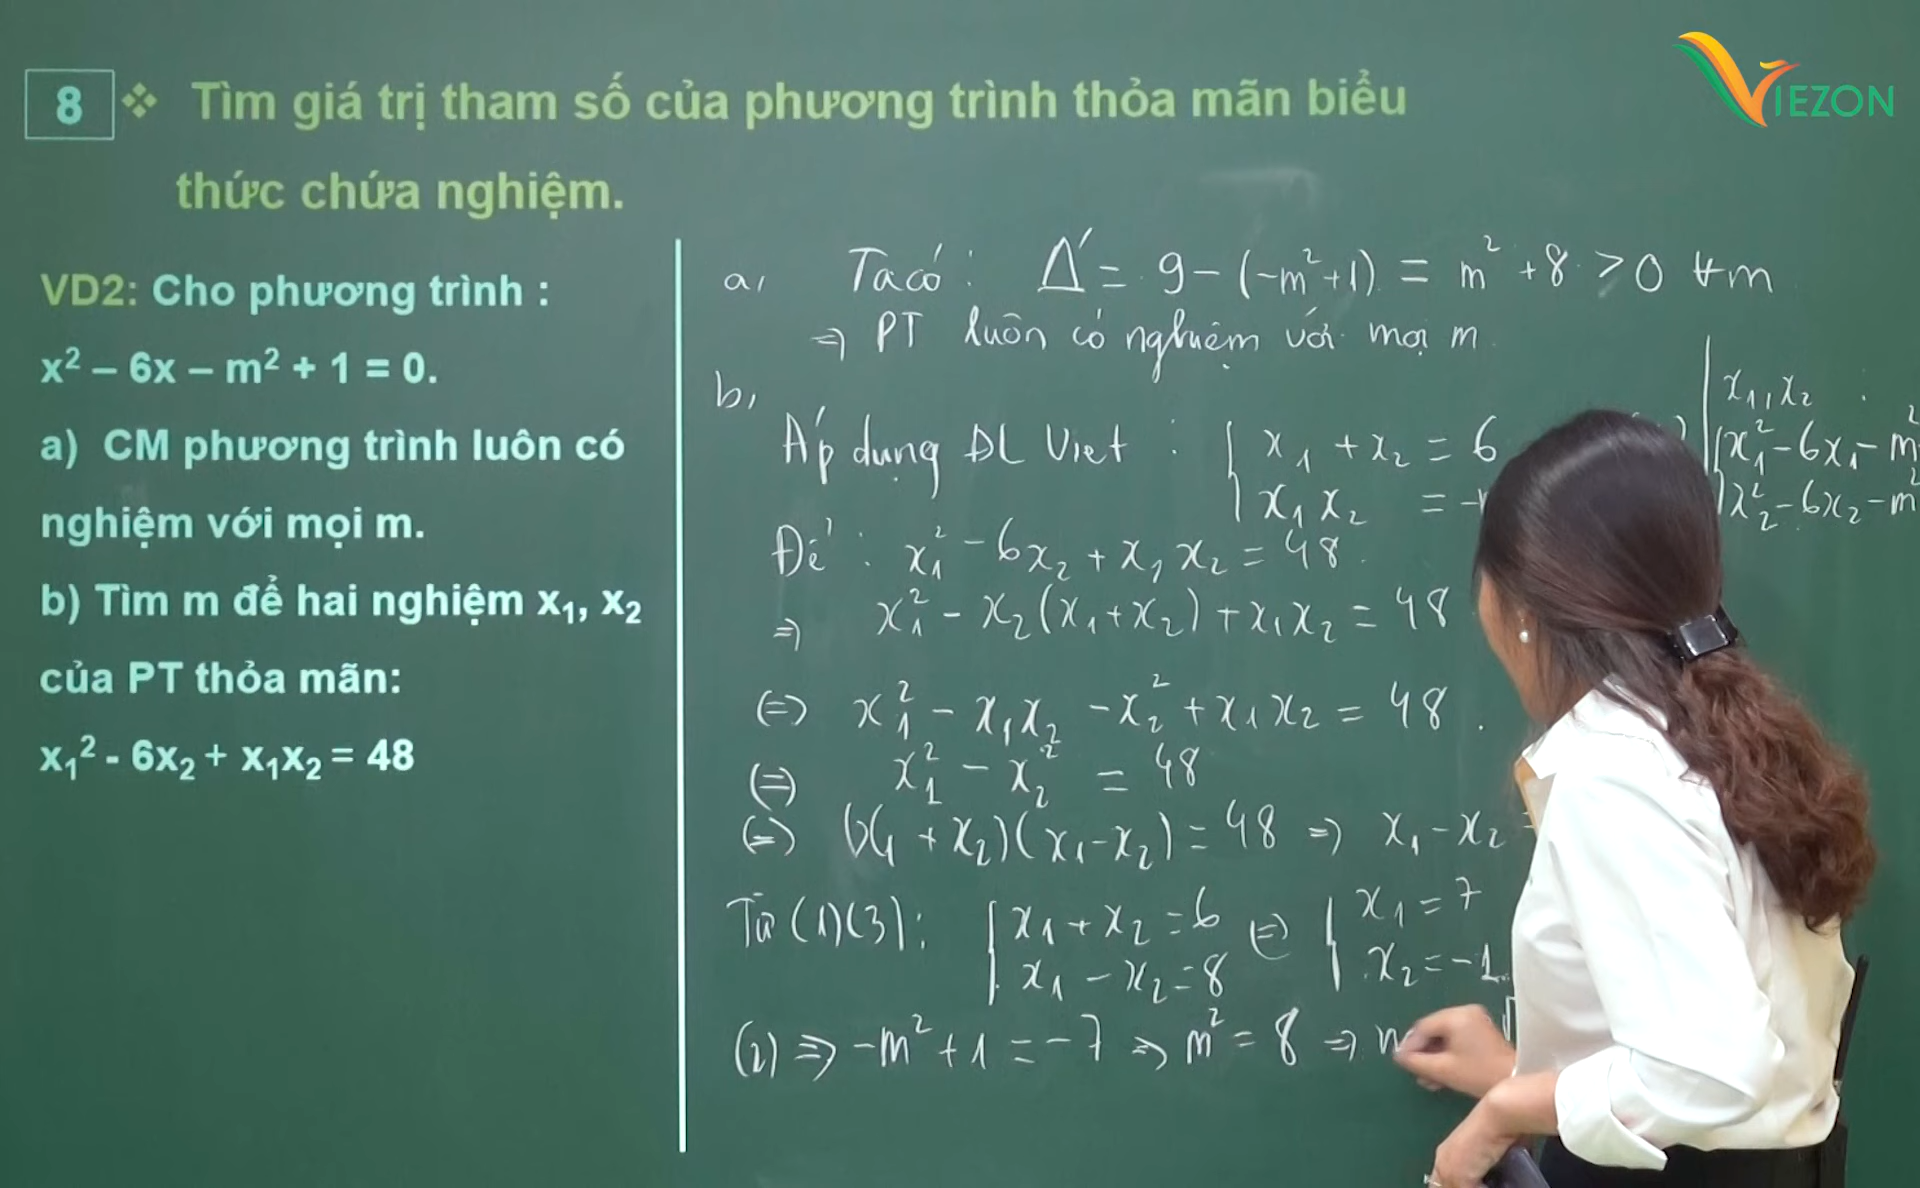 VIEZON
8 ❖ Tìm giá trị tham số của phương trình thỏa mãn biểu
thức chứa nghiệm.
VD2: Cho phương trình :
x² – 6x – m² + 1 = 0.
a) CM phương trình luôn có
nghiệm với mọi m.
b) Tìm m để hai nghiệm x₁, x₂
của PT thỏa mãn:
x₁² - 6x₂ + x₁x₂ = 48
a, Ta có : Δ' = 9 - (-m² + 1) = m² + 8 > 0 ∀m
⇒ PT luôn có nghiệm với mọi m
b,
Áp dụng ĐL Viet : { x₁ + x₂ = 6
x₁x₂ = -
x₁, x₂
x₁² - 6x₁ - m²
x₂² - 6x₂ - m²
Để : x₁² - 6x₂ + x₁x₂ = 48
⇒ x₁² - x₂(x₁ + x₂) + x₁x₂ = 48
⇔ x₁² - x₁x₂ - x₂² + x₁x₂ = 48
⇔ x₁² - x₂² = 48
⇔ (x₁ + x₂)(x₁ - x₂) = 48 ⇒ x₁ - x₂
Từ (1)(3): { x₁ + x₂ = 6 ⇔ { x₁ = 7
x₁ - x₂ = 8 x₂ = -1
(2) ⇒ -m² + 1 = -7 ⇒ m² = 8 ⇒